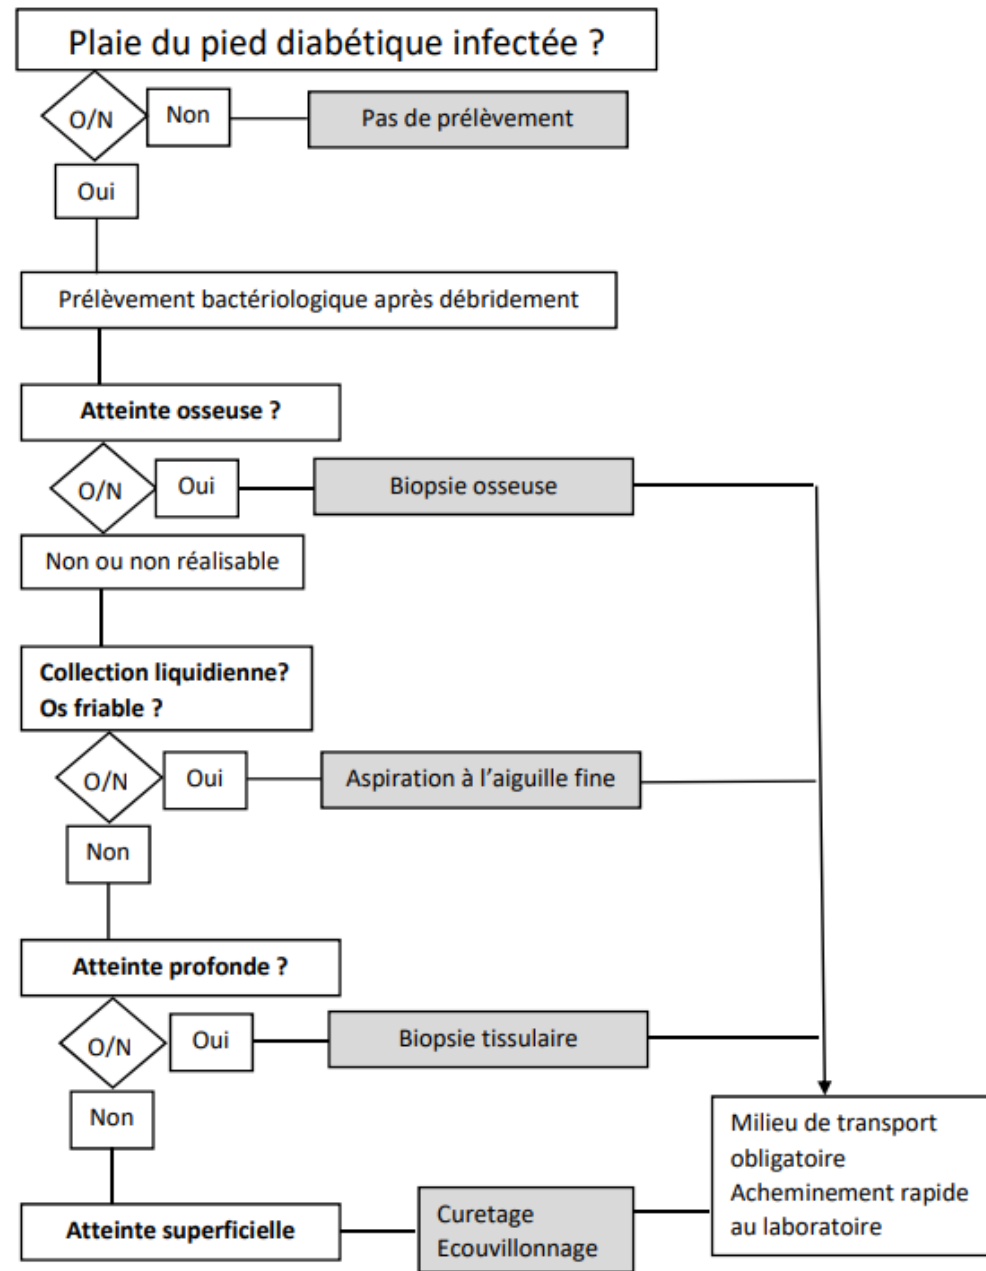 Plaie du pied diabétique infectée ?
O/N
Non
Pas de prélèvement
Oui
Prélèvement bactériologique après débridement
Atteinte osseuse ?
O/N
Oui
Biopsie osseuse
Non ou non réalisable
Collection liquidienne?
Os friable ?
O/N
Oui
Aspiration à l'aiguille fine
Non
Atteinte profonde ?
O/N
Oui
Biopsie tissulaire
Non
Milieu de transport
obligatoire
Acheminement rapide
au laboratoire
Atteinte superficielle
Curetage
Ecouvillonnage